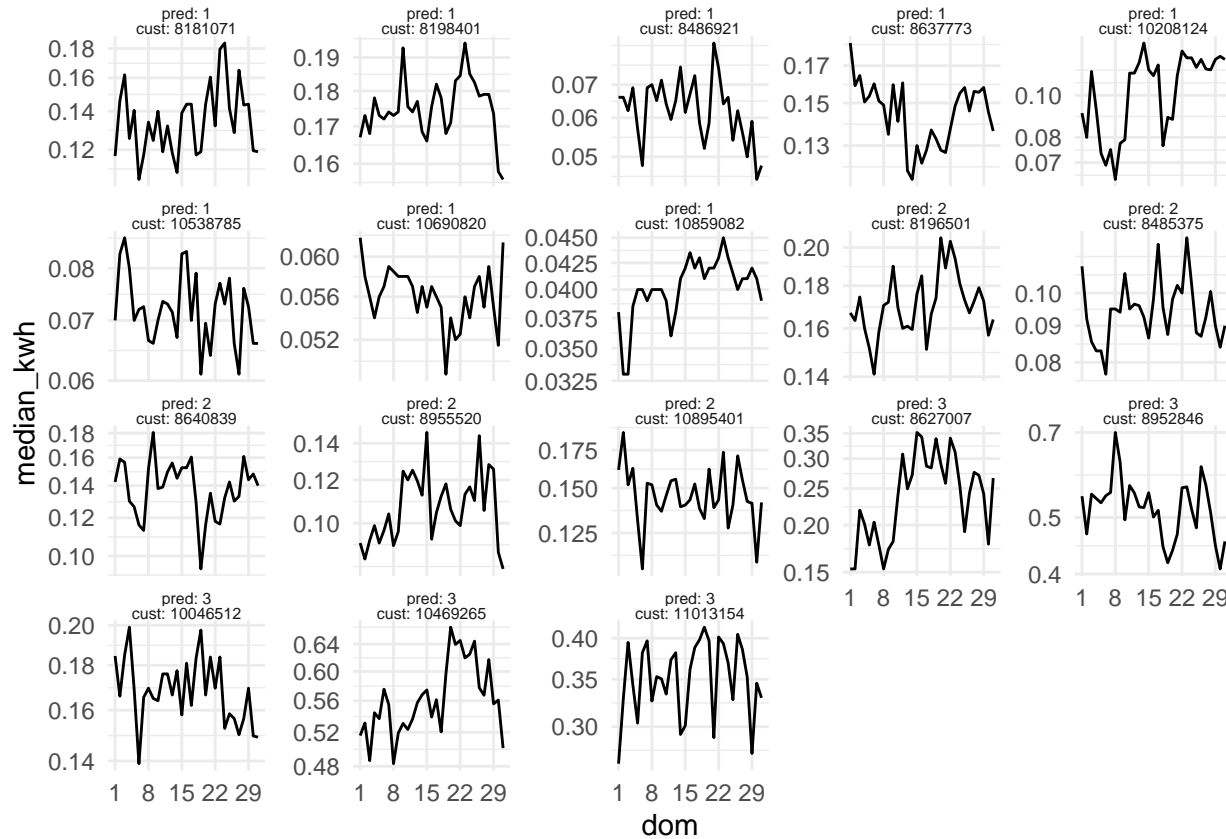 pred: 1
cust: 8181071
pred: 1
cust: 8198401
pred: 1
cust: 8486921
pred: 1
cust: 8637773
pred: 1
cust: 10208124
0.18
0.16
0.14
0.12
0.19
0.18
0.17
0.16
0.07
0.06
0.05
0.17
0.15
0.13
0.10
0.08
0.07
pred: 1
cust: 10538785
pred: 1
cust: 10690820
pred: 1
cust: 10859082
pred: 2
cust: 8196501
pred: 2
cust: 8485375
0.08
0.07
0.06
0.060
0.056
0.052
0.0450
0.0425
0.0400
0.0375
0.0350
0.0325
0.20
0.18
0.16
0.14
0.10
0.09
0.08
pred: 2
cust: 8640839
pred: 2
cust: 8955520
pred: 2
cust: 10895401
pred: 3
cust: 8627007
pred: 3
cust: 8952846
0.18
0.16
0.14
0.12
0.10
0.14
0.12
0.10
0.175
0.150
0.125
0.35
0.30
0.25
0.20
0.15
0.7
0.5
0.4
1 8 15 22 29
1 8 15 22 29
pred: 3
cust: 10046512
pred: 3
cust: 10469265
pred: 3
cust: 11013154
0.20
0.18
0.16
0.14
0.64
0.60
0.56
0.52
0.48
0.40
0.35
0.30
1 8 15 22 29
1 8 15 22 29
1 8 15 22 29
median_kwh
dom